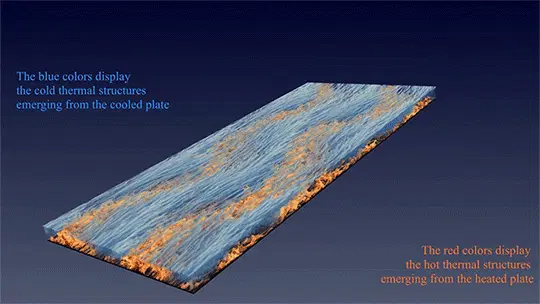 The blue colors display
the cold thermal structures
emerging from the cooled plate
The red colors display
the hot thermal structures
emerging from the heated plate